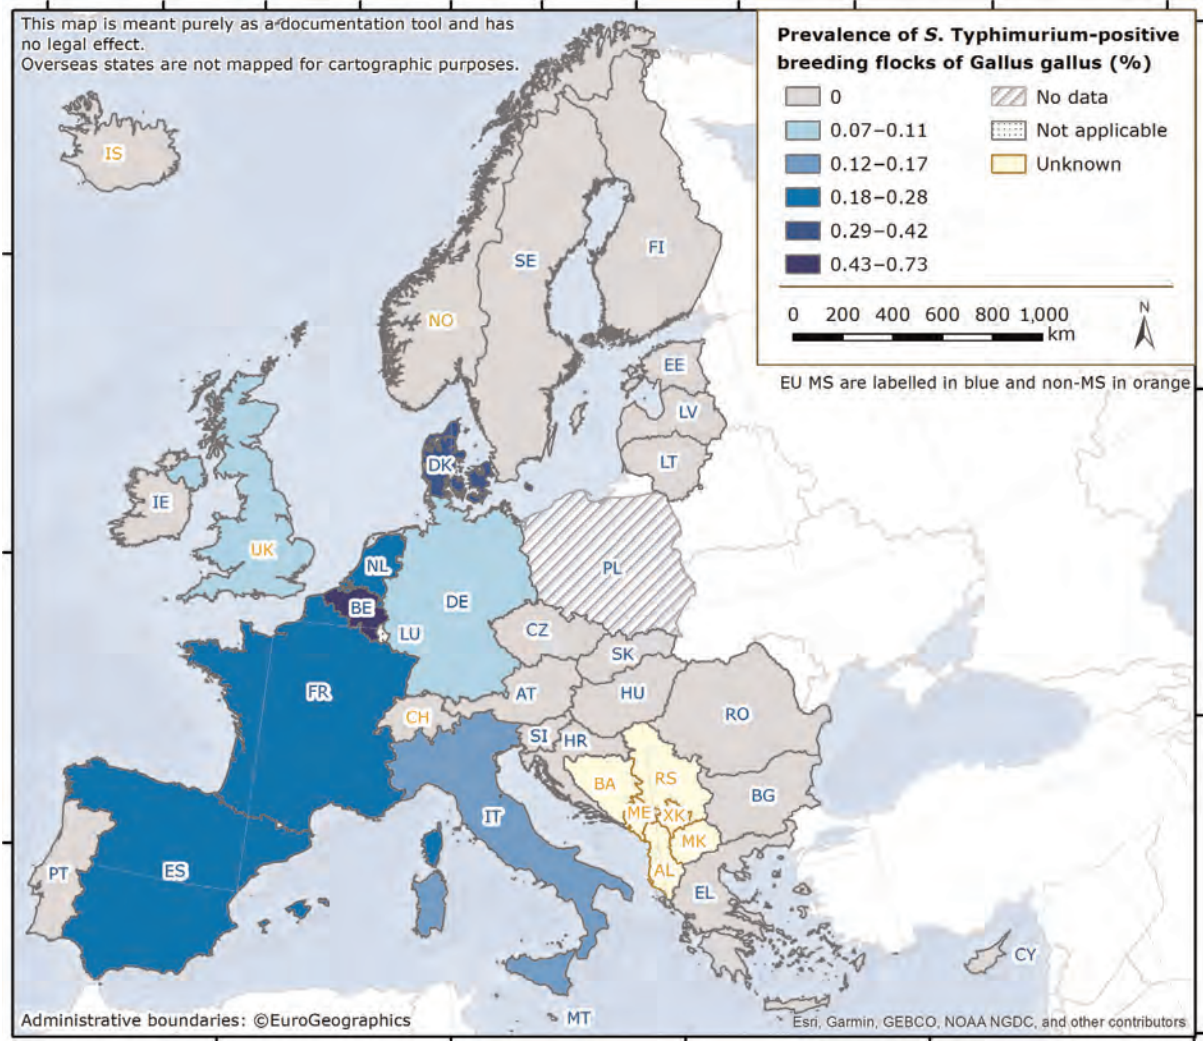 This map is meant purely as a documentation tool and has
no legal effect.
Overseas states are not mapped for cartographic purposes.
Prevalence of S. Typhimurium-positive
breeding flocks of Gallus gallus (%)
0
No data
0.07–0.11
Not applicable
0.12–0.17
Unknown
0.18–0.28
0.29–0.42
0.43–0.73
0 200 400 600 800 1,000
km
N
EU MS are labelled in blue and non-MS in orange
IS
SE
FI
NO
EE
LV
LT
DK
IE
UK
NL
PL
BE
DE
LU
CZ
SK
FR
AT
HU
CH
RO
SI
HR
BA
RS
BG
IT
ME
XK
MK
PT
ES
AL
EL
CY
MT
Administrative boundaries: ©EuroGeographics
Esri, Garmin, GEBCO, NOAA NGDC, and other contributors